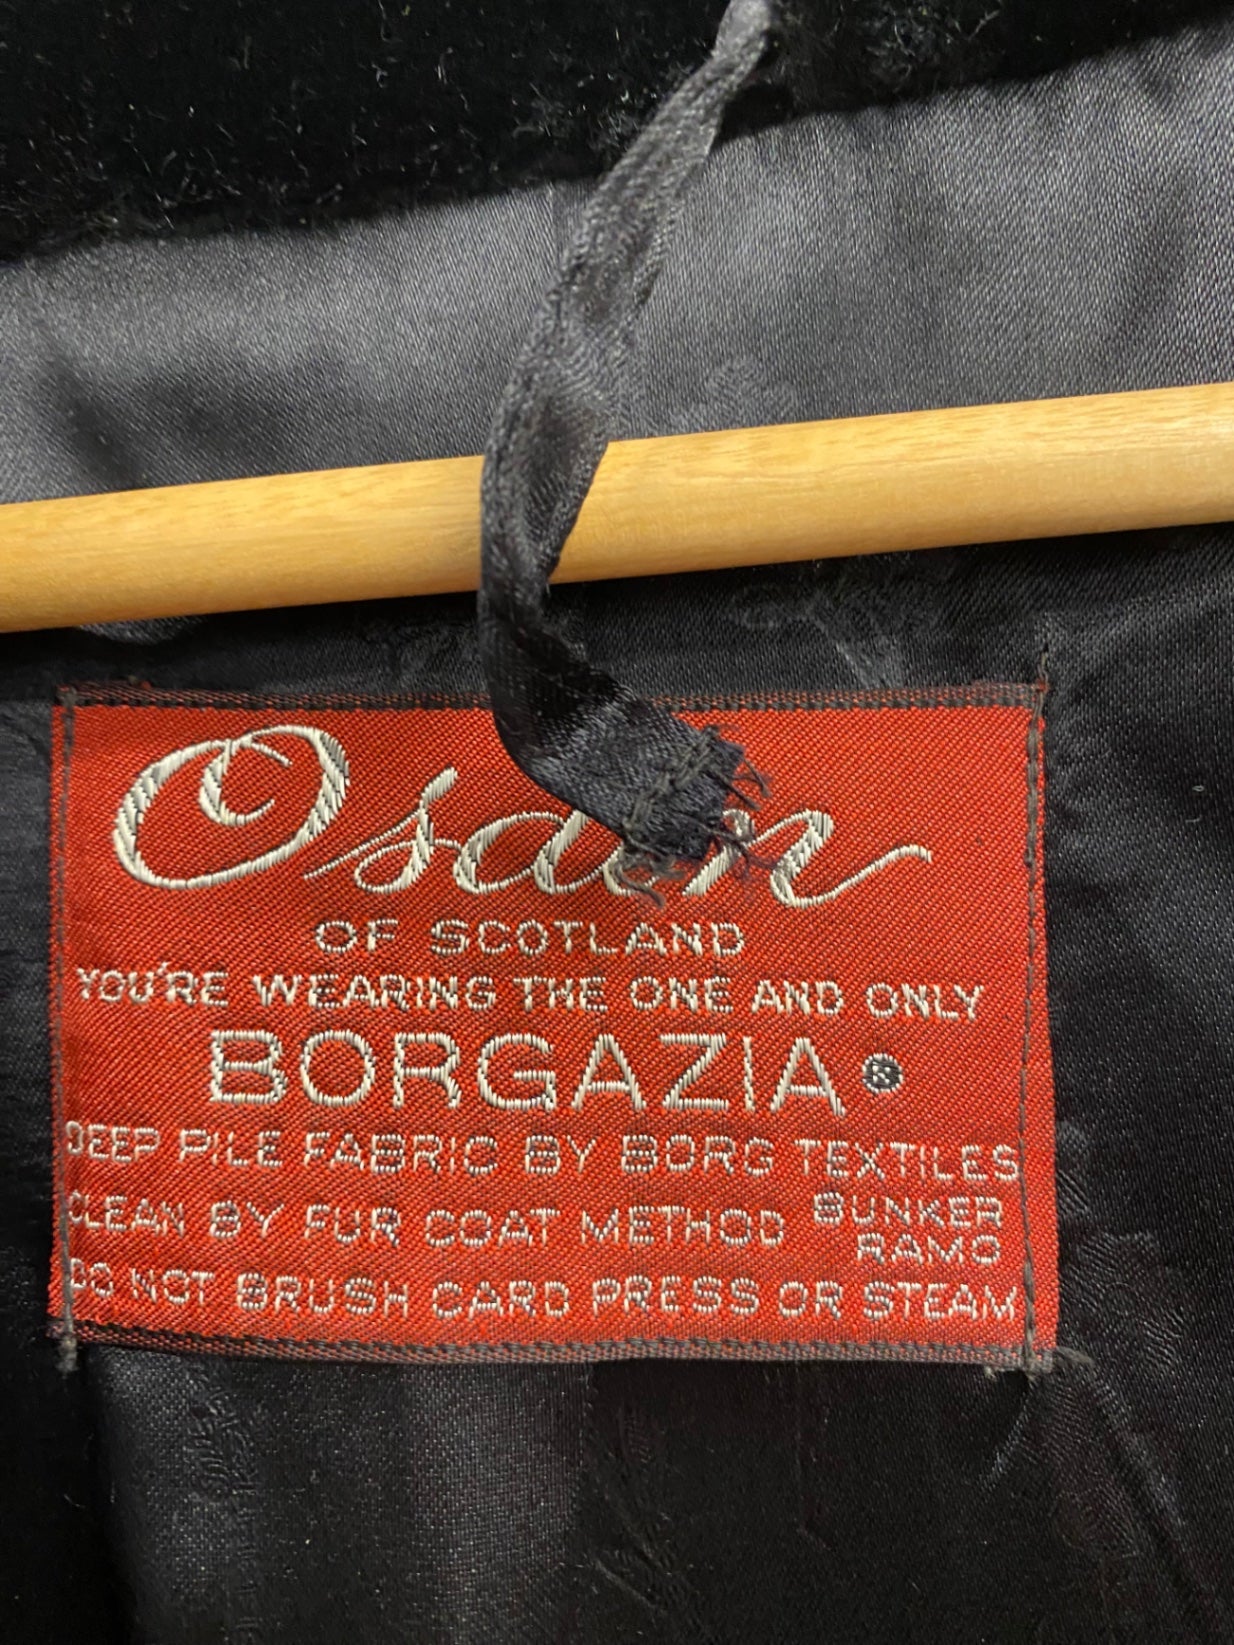 OF SCOTLAND
YOU'RE WEARING THE ONE AND ONLY
BORGAZIA®
DEEP PILE FABRIC BY BORG TEXTILES
CLEAN BY FUR COAT METHOD BUNKER
RAMO
DO NOT BRUSH CARD PRESS OR STEAM